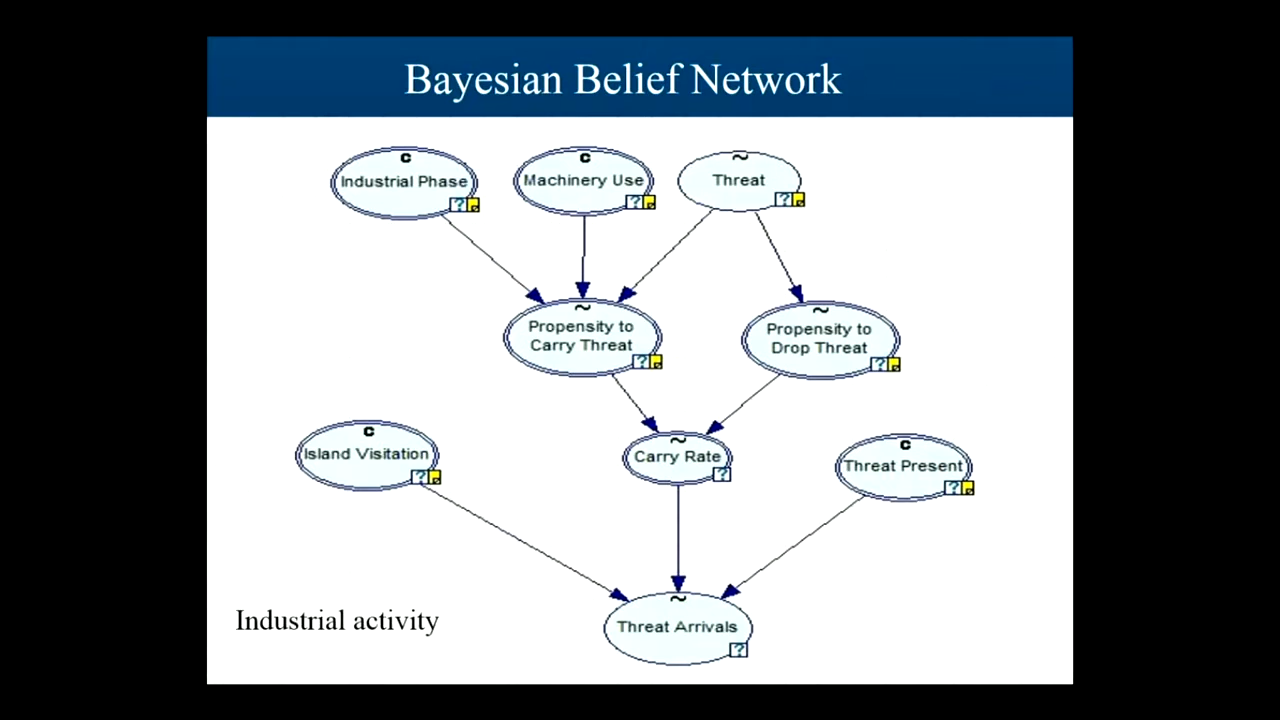 Bayesian Belief Network
c
c
~
Industrial Phase
Machinery Use
Threat
?
?
?
~
~
Propensity to
Carry Threat
Propensity to
Drop Threat
?
?
c
~
c
Island Visitation
Carry Rate
Threat Present
?
?
?
~
Industrial activity
Threat Arrivals
?